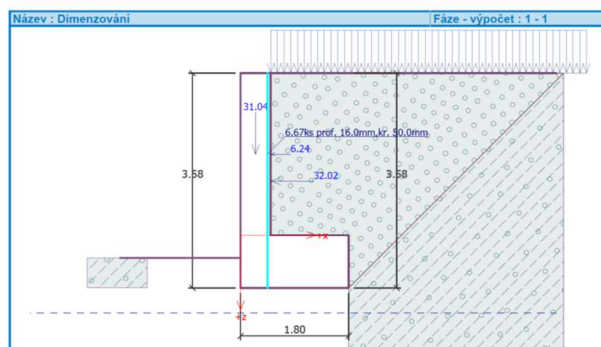 Název : Dimenzování
Fáze - výpočet : 1 - 1
31.04
6.67ks prof. 16.0mm,kr. 50.0mm
6.24
3.58
32.02
3.58
+x
+z
1.80